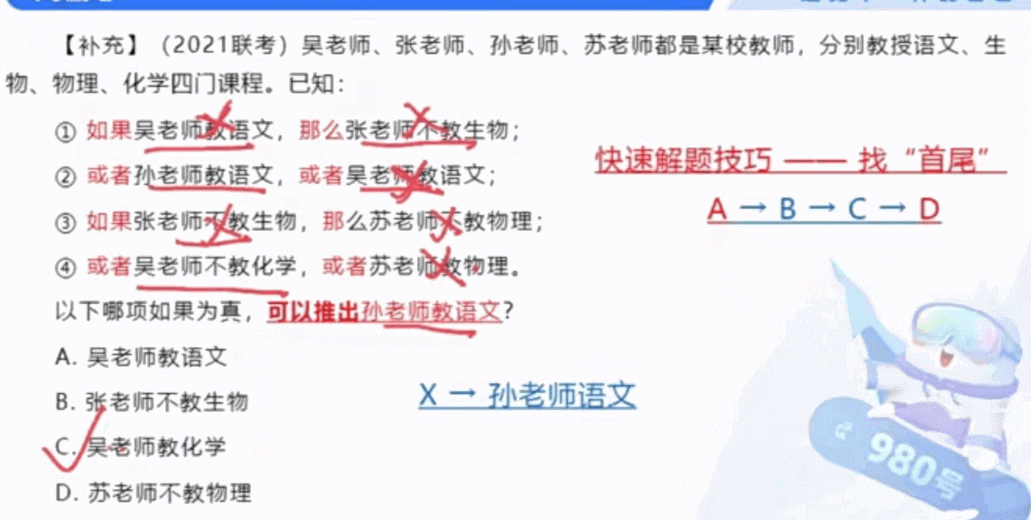 【补充】（2021联考）吴老师、张老师、孙老师、苏老师都是某校教师，分别教授语文、生
物、物理、化学四门课程。已知：
① 如果吴老师教语文，那么张老师不教生物；
② 或者孙老师教语文，或者吴老师教语文；
③ 如果张老师不教生物，那么苏老师不教物理；
④ 或者吴老师不教化学，或者苏老师教物理。
以下哪项如果为真，可以推出孙老师教语文？
A. 吴老师教语文
B. 张老师不教生物
C. 吴老师教化学
D. 苏老师不教物理
快速解题技巧 —— 找“首尾”
A → B → C → D
X → 孙老师语文
980号